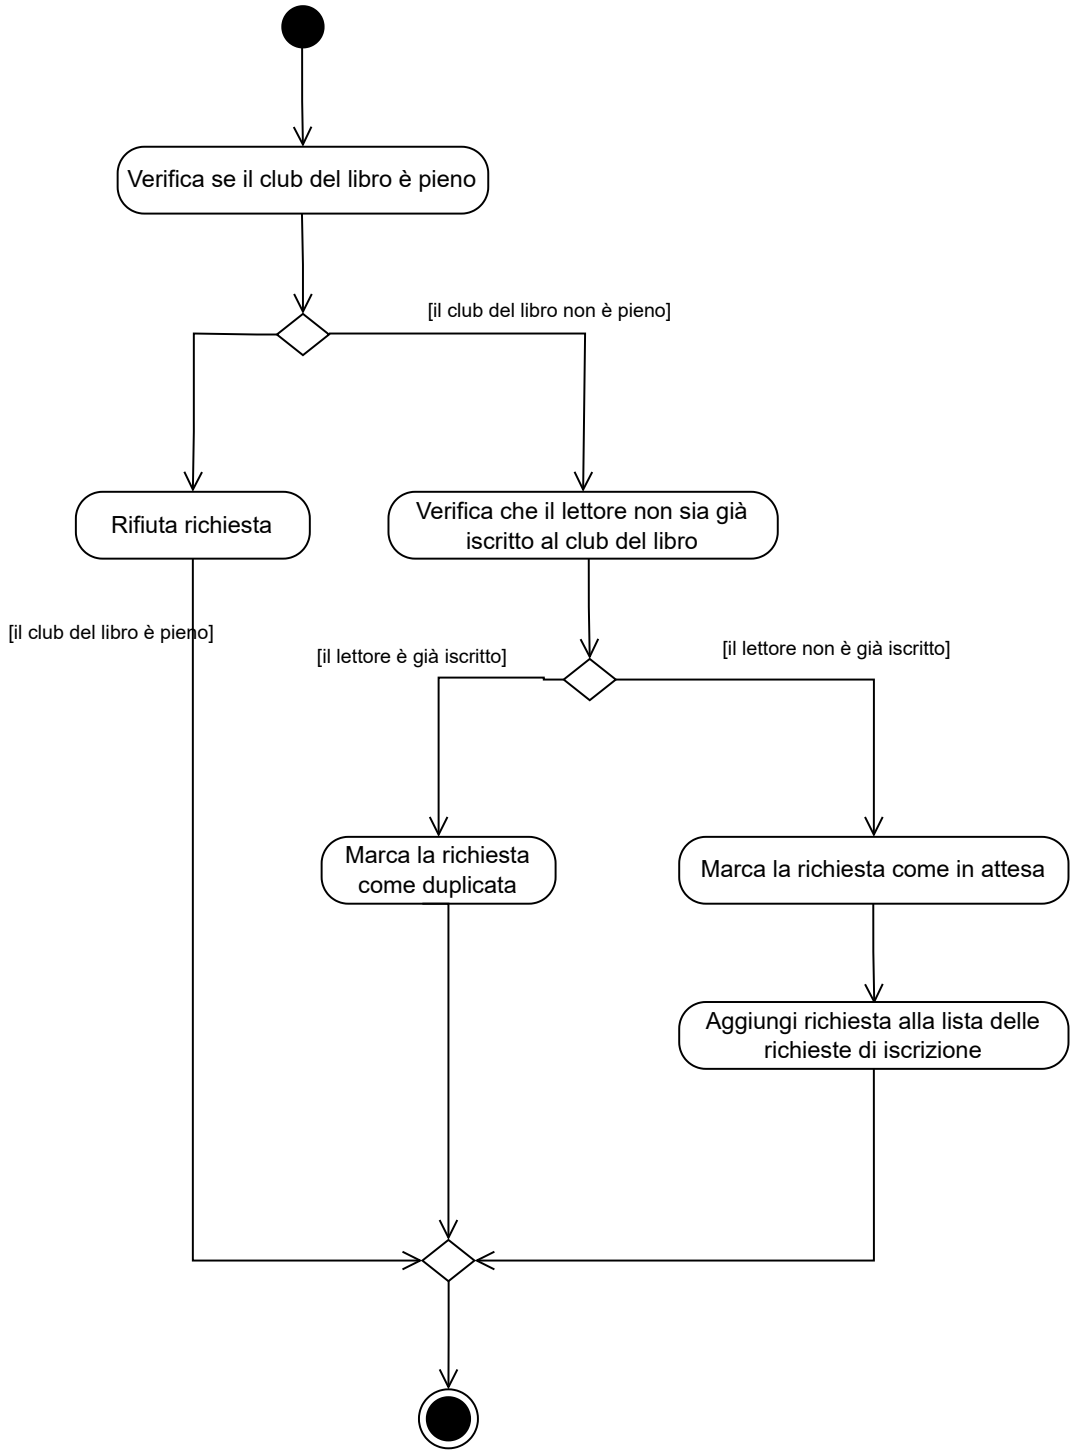 Verifica se il club del libro è pieno
[il club del libro non è pieno]
Rifiuta richiesta
Verifica che il lettore non sia già
iscritto al club del libro
[il club del libro è pieno]
[il lettore è già iscritto]
[il lettore non è già iscritto]
Marca la richiesta
come duplicata
Marca la richiesta come in attesa
Aggiungi richiesta alla lista delle
richieste di iscrizione